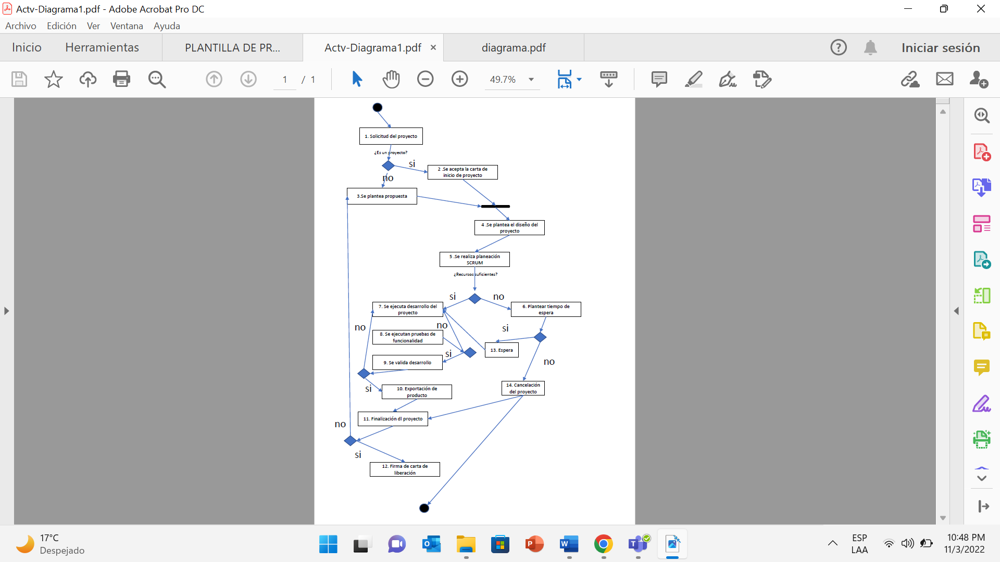 Actv-Diagrama1.pdf - Adobe Acrobat Pro DC
Archivo Edición Ver Ventana Ayuda
Inicio Herramientas PLANTILLA DE PR... Actv-Diagrama1.pdf × diagrama.pdf Iniciar sesión
1 / 1 49.7%
1. Solicitud del proyecto
¿Es un proyecto?
si
2 .Se acepta la carta de
inicio de proyecto
no
3.Se plantea propuesta
4 .Se plantea el diseño del
proyecto
5 .Se realiza planeación
SCRUM
¿Recursos suficientes?
si no
7. Se ejecuta desarrollo del
proyecto
6. Plantear tiempo de
espera
no no si
8. Se ejecutan pruebas de
funcionalidad
13. Espera
si
9. Se valida desarrollo
no
si
10. Exportación de
producto
14. Cancelación
del proyecto
11. Finalización dl proyecto
no
si
12. Firma de carta de
liberación
17°C
Despejado
ESP
LAA
10:48 PM
11/3/2022